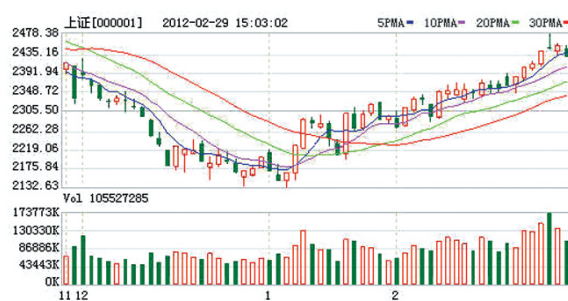 上证[000001] 2012-02-29 15:03:02 5PMA 10PMA 20PMA 30PMA
2478.38
2435.16
2391.94
2348.72
2305.50
2262.28
2219.06
2175.84
2132.63
Vol 105527285
173773K
130330K
86886K
43443K
0K
11 12 1 2